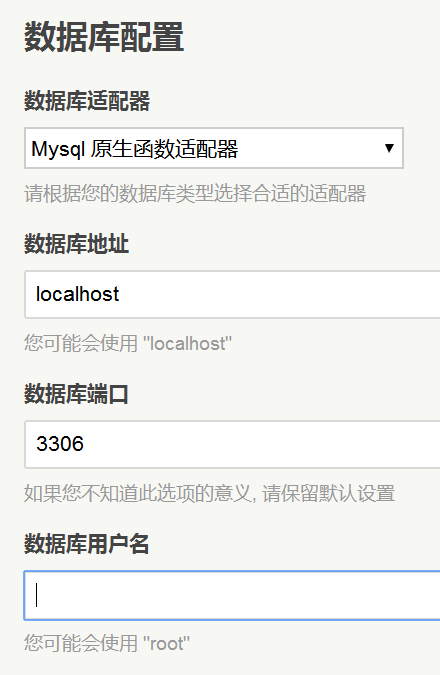 数据库配置
数据库适配器
Mysql 原生函数适配器
请根据您的数据库类型选择合适的适配器
数据库地址
localhost
您可能会使用 "localhost"
数据库端口
3306
如果您不知道此选项的意义, 请保留默认设置
数据库用户名
您可能会使用 "root"